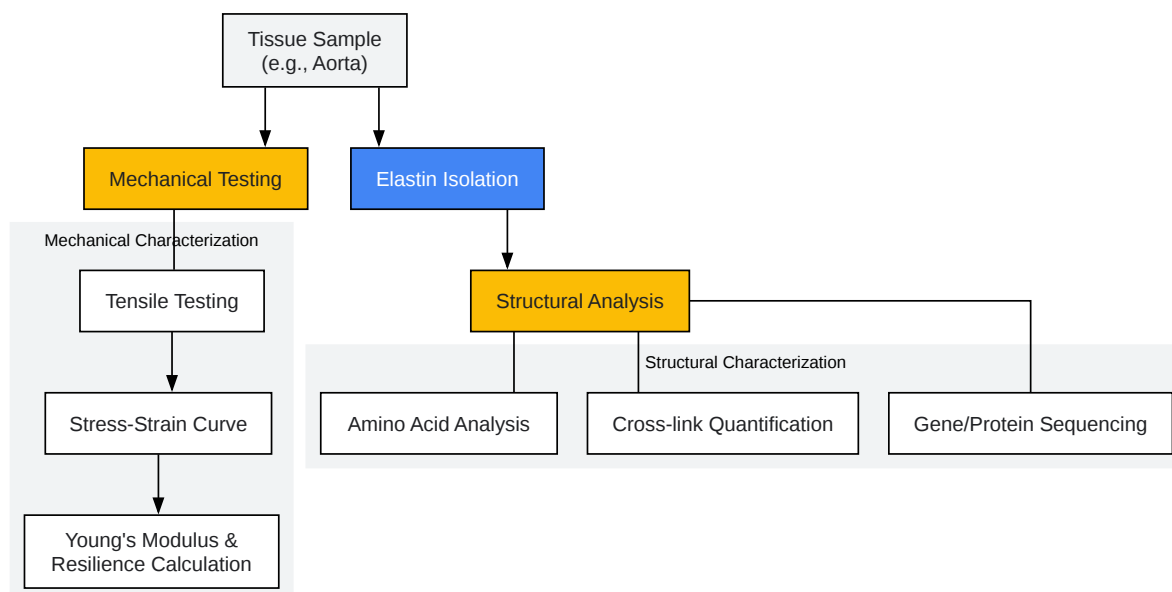 Tissue Sample
(e.g., Aorta)
Mechanical Testing
Elastin Isolation
Mechanical Characterization
Tensile Testing
Structural Analysis
Structural Characterization
Stress-Strain Curve
Amino Acid Analysis
Cross-link Quantification
Gene/Protein Sequencing
Young's Modulus &
Resilience Calculation